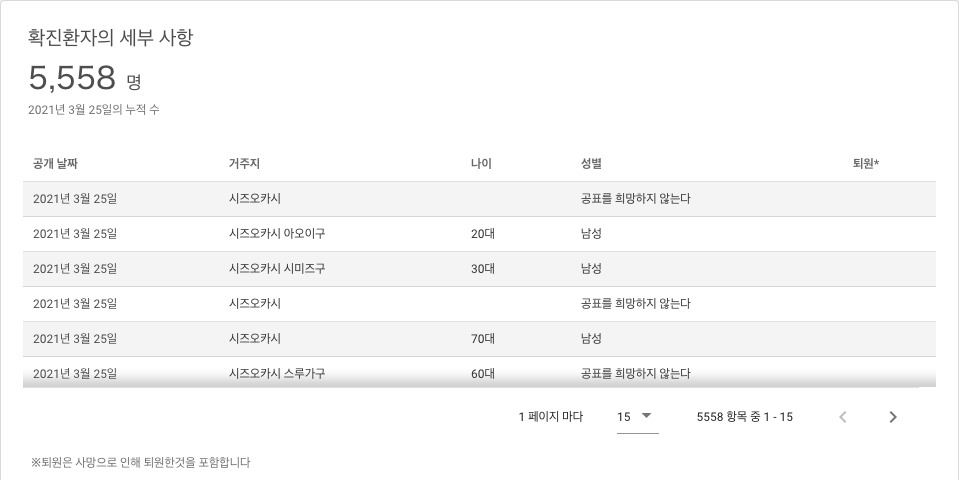 확진환자의 세부 사항
5,558 명
2021년 3월 25일의 누적 수
공개 날짜 거주지 나이 성별 퇴원*
2021년 3월 25일 시즈오카시 공표를 희망하지 않는다
2021년 3월 25일 시즈오카시 아오이구 20대 남성
2021년 3월 25일 시즈오카시 시미즈구 30대 남성
2021년 3월 25일 시즈오카시 공표를 희망하지 않는다
2021년 3월 25일 시즈오카시 70대 남성
2021년 3월 25일 시즈오카시 스루가구 60대 공표를 희망하지 않는다
1 페이지 마다 15 5558 항목 중 1 - 15
※퇴원은 사망으로 인해 퇴원한것을 포함합니다